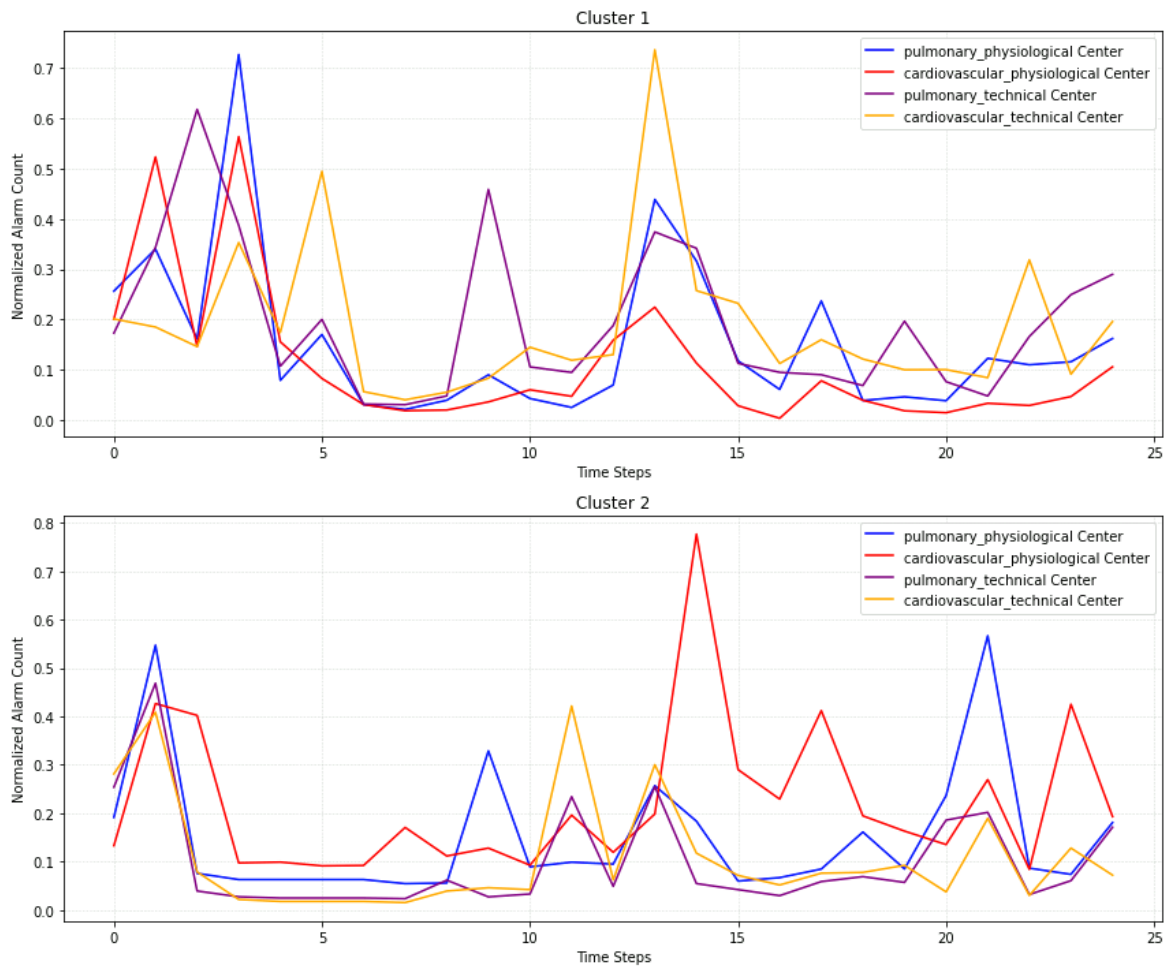 Cluster 1
pulmonary_physiological Center
cardiovascular_physiological Center
pulmonary_technical Center
cardiovascular_technical Center
Normalized Alarm Count
0.7
0.6
0.5
0.4
0.3
0.2
0.1
0.0
0 5 10 15 20 25
Time Steps
Cluster 2
pulmonary_physiological Center
cardiovascular_physiological Center
pulmonary_technical Center
cardiovascular_technical Center
Normalized Alarm Count
0.8
0.7
0.6
0.5
0.4
0.3
0.2
0.1
0.0
0 5 10 15 20 25
Time Steps